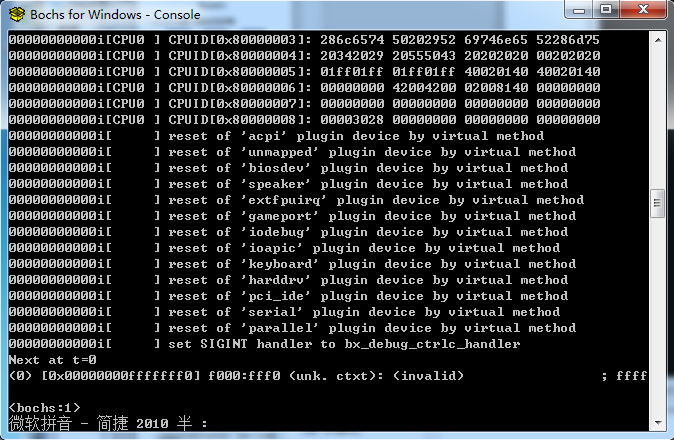 Bochs for Windows - Console
00000000000i[CPU0 ] CPUID[0x80000003]: 286c6574 50202952 69746e65 52286d75
00000000000i[CPU0 ] CPUID[0x80000004]: 20342029 20555043 20202020 00202020
00000000000i[CPU0 ] CPUID[0x80000005]: 01ff01ff 01ff01ff 40020140 40020140
00000000000i[CPU0 ] CPUID[0x80000006]: 00000000 42004200 02008140 00000000
00000000000i[CPU0 ] CPUID[0x80000007]: 00000000 00000000 00000000 00000000
00000000000i[CPU0 ] CPUID[0x80000008]: 00003028 00000000 00000000 00000000
00000000000i[     ] reset of 'acpi' plugin device by virtual method
00000000000i[     ] reset of 'unmapped' plugin device by virtual method
00000000000i[     ] reset of 'biosdev' plugin device by virtual method
00000000000i[     ] reset of 'speaker' plugin device by virtual method
00000000000i[     ] reset of 'extfpuirq' plugin device by virtual method
00000000000i[     ] reset of 'gameport' plugin device by virtual method
00000000000i[     ] reset of 'iodebug' plugin device by virtual method
00000000000i[     ] reset of 'ioapic' plugin device by virtual method
00000000000i[     ] reset of 'keyboard' plugin device by virtual method
00000000000i[     ] reset of 'harddrv' plugin device by virtual method
00000000000i[     ] reset of 'pci_ide' plugin device by virtual method
00000000000i[     ] reset of 'serial' plugin device by virtual method
00000000000i[     ] reset of 'parallel' plugin device by virtual method
00000000000i[     ] set SIGINT handler to bx_debug_ctrlc_handler
Next at t=0
(0) [0x00000000fffffff0] f000:fff0 (unk. ctxt): (invalid)                 ; ffff
<bochs:1>
微软拼音 - 简捷 2010 半 :